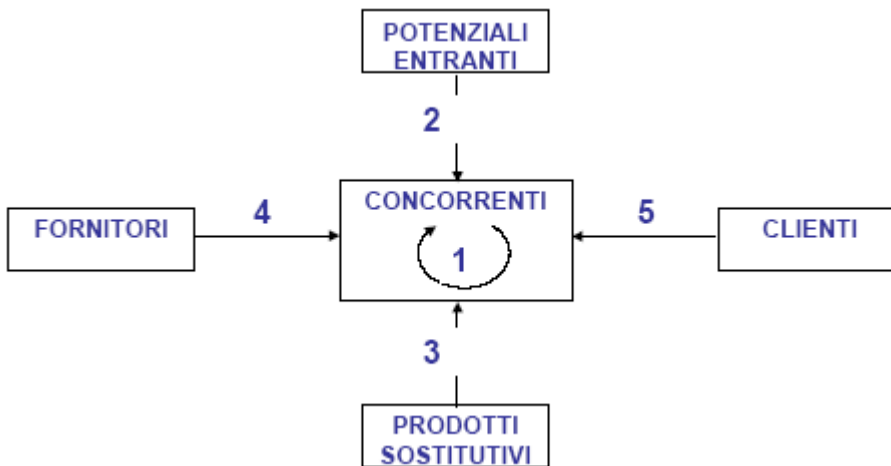 POTENZIALI
ENTRANTI
2
CONCORRENTI
FORNITORI
4
5
CLIENTI
1
3
PRODOTTI
SOSTITUTIVI